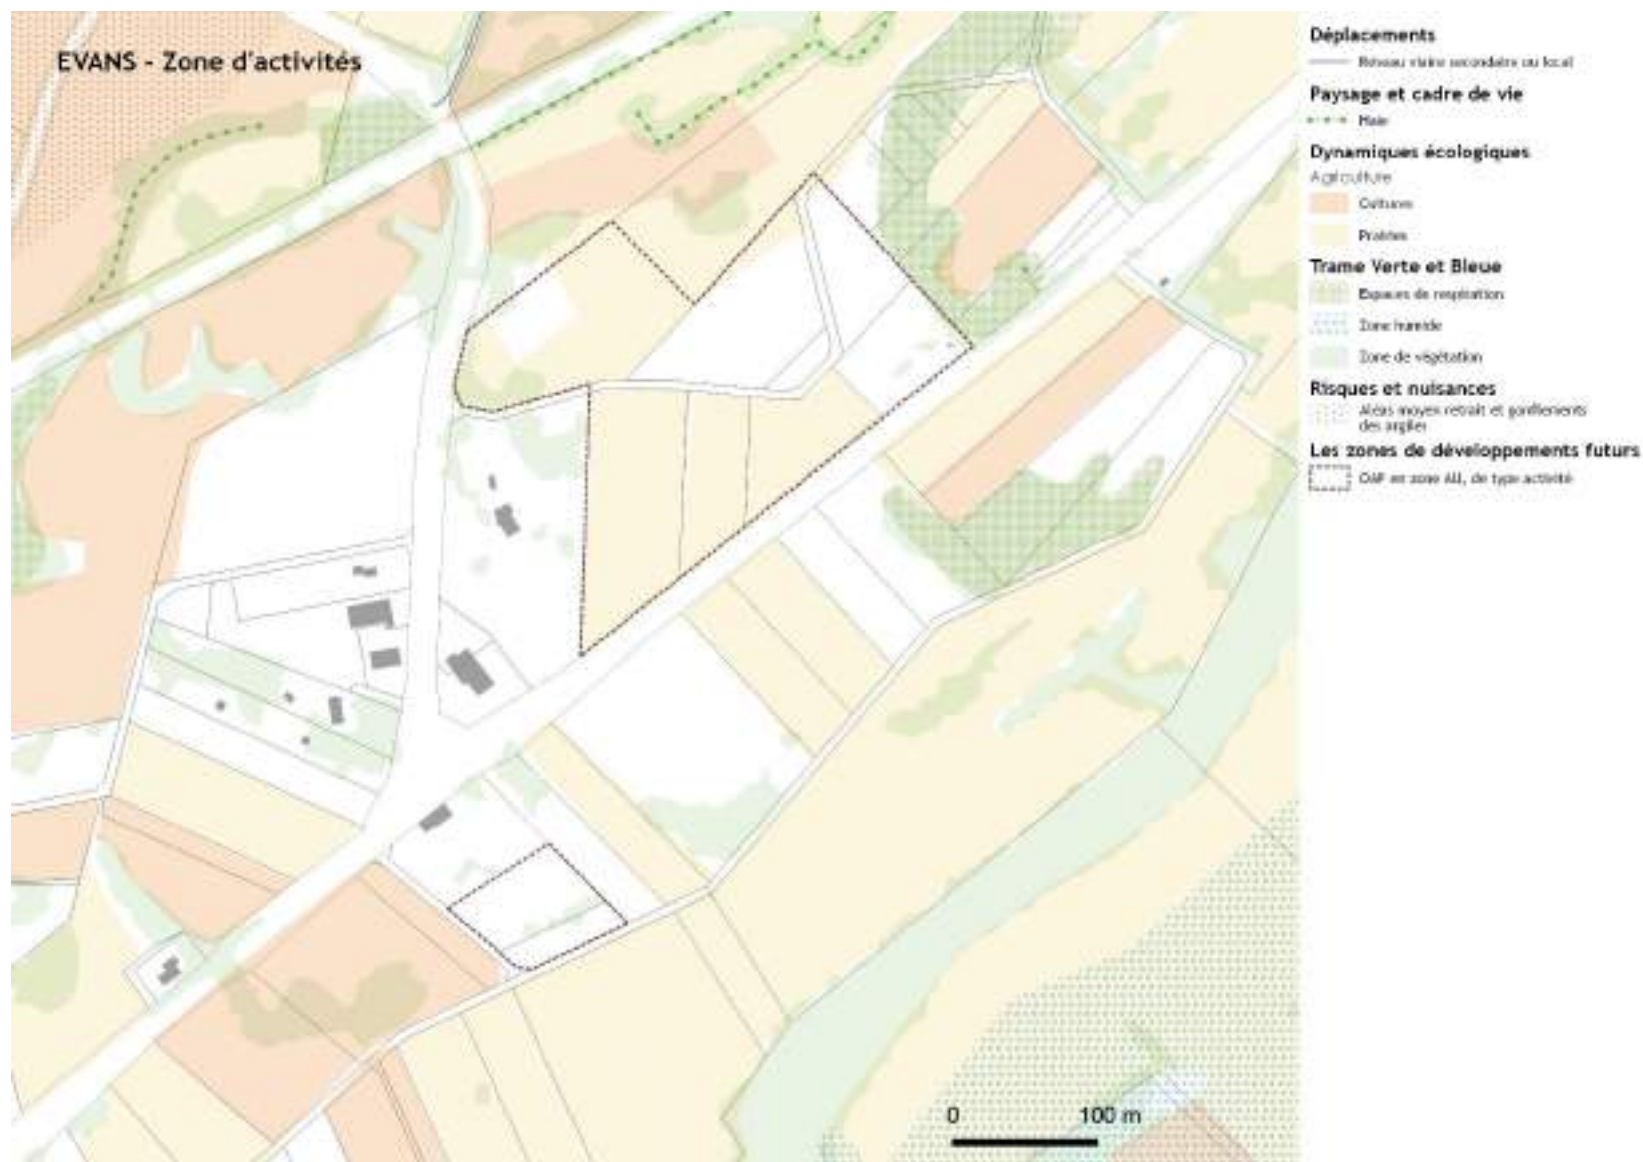 EVANS - Zone d'activités
Déplacements
Réseau viaire secondaire ou local
Paysage et cadre de vie
Haie
Dynamiques écologiques
Agriculture
Cultures
Prairies
Trame Verte et Bleue
Espaces de respiration
Zone humide
Zone de végétation
Risques et nuisances
Aléas moyen retrait et gonflements
des argiles
Les zones de développements futurs
OAP en zone AU, de type activité
0 100 m